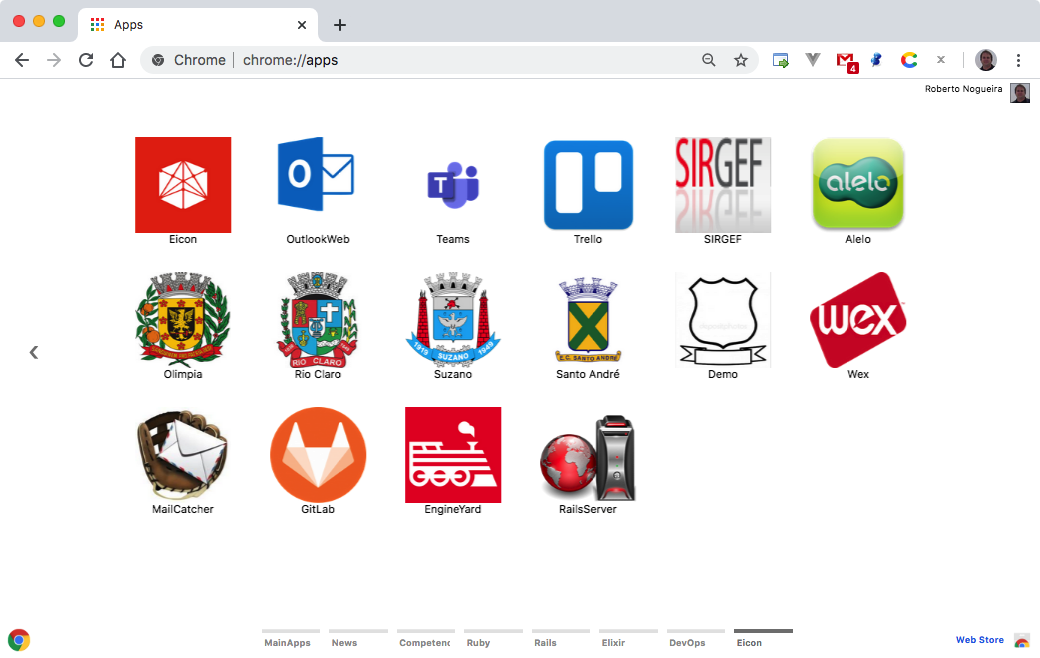 Apps
Chrome chrome://apps
4
Roberto Nogueira
SIRGEF
alelo
Eicon OutlookWeb Teams Trello SIRGEF Alelo
wex
RIO CLARO
1919 SUZANO 1949
E.C. SANTO ANDRÉ
Olimpia Rio Claro Suzano Santo André Demo Wex
MailCatcher GitLab EngineYard RailsServer
MainApps News Competenc Ruby Rails Elixir DevOps Eicon
Web Store